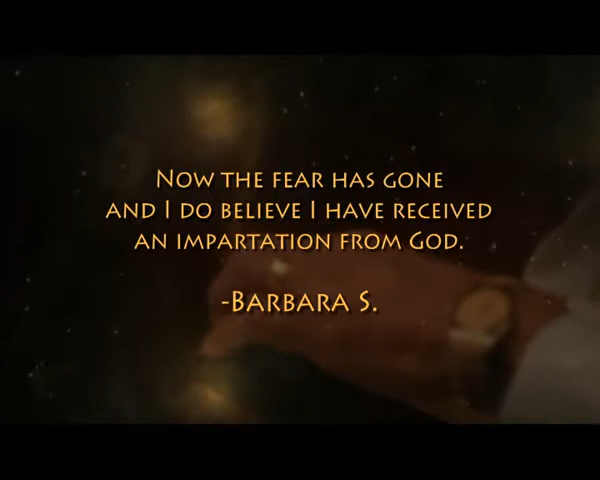 Now the fear has gone
and I do believe I have received
an impartation from God.
-Barbara S.